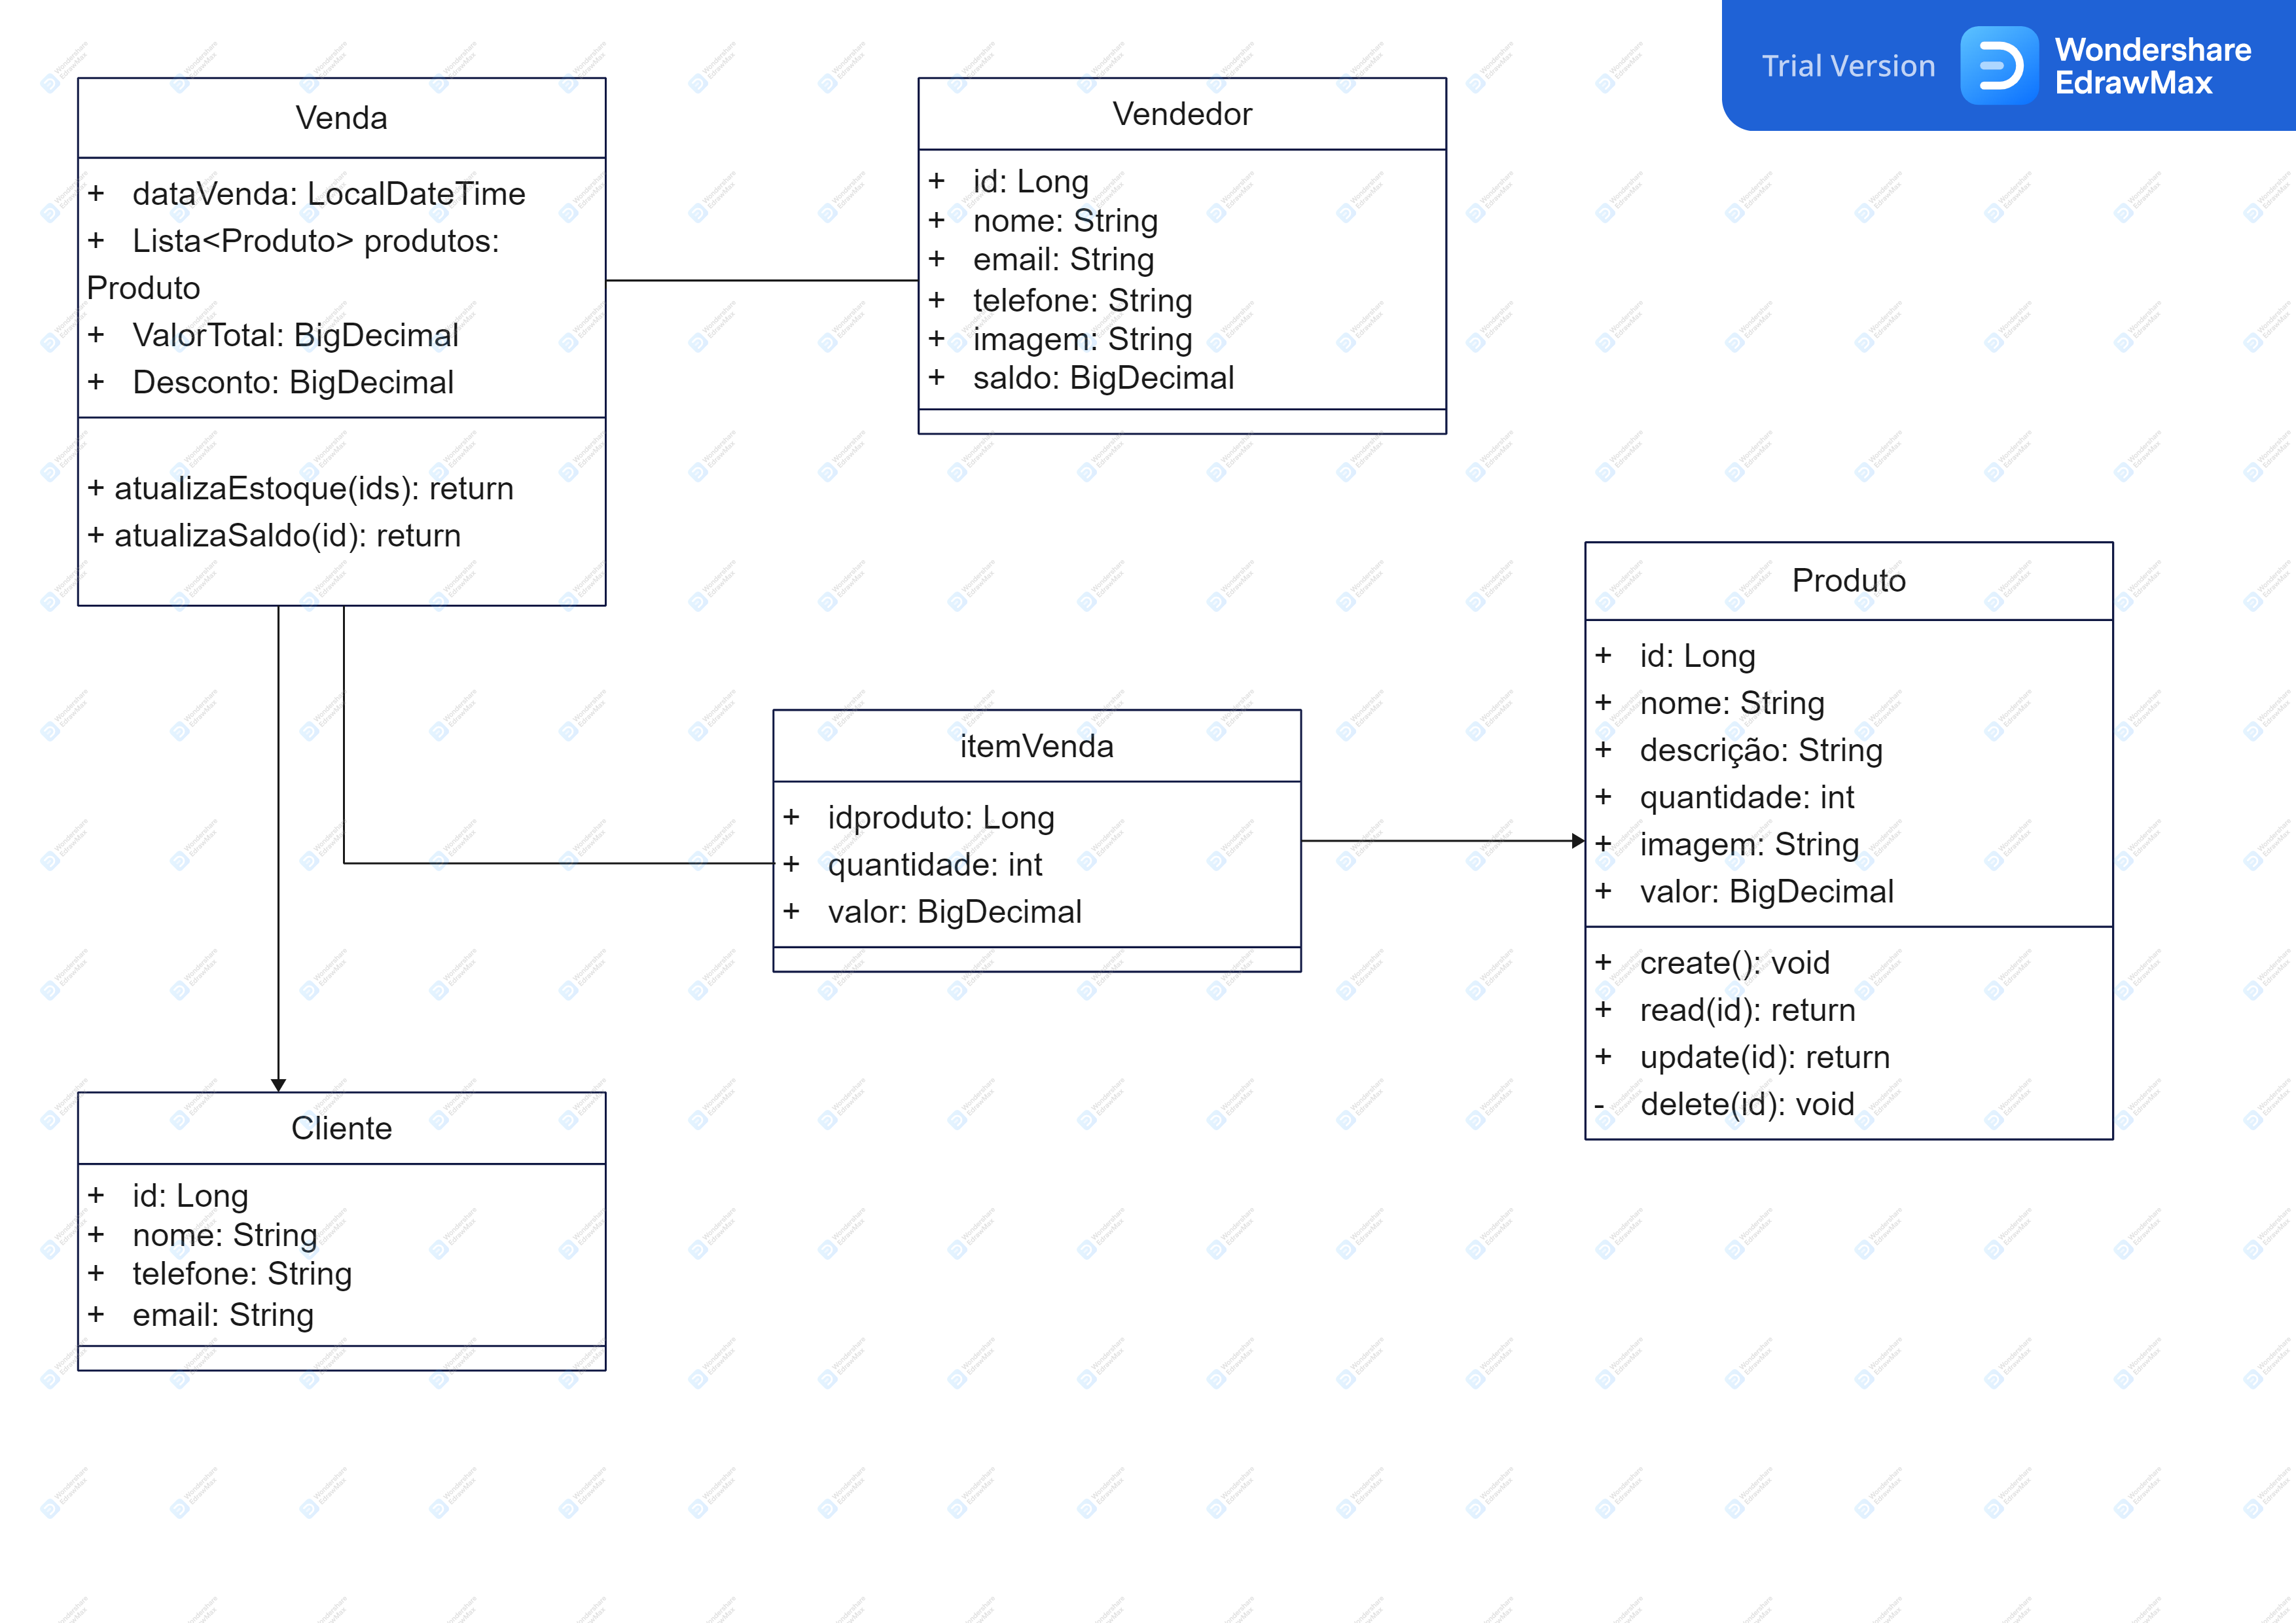 Trial Version
Wondershare
EdrawMax
Venda
+ dataVenda: LocalDateTime
+ Lista<Produto> produtos:
Produto
+ ValorTotal: BigDecimal
+ Desconto: BigDecimal
+ atualizaEstoque(ids): return
+ atualizaSaldo(id): return
Vendedor
+ id: Long
+ nome: String
+ email: String
+ telefone: String
+ imagem: String
+ saldo: BigDecimal
Produto
+ id: Long
+ nome: String
+ descrição: String
+ quantidade: int
+ imagem: String
+ valor: BigDecimal
+ create(): void
+ read(id): return
+ update(id): return
- delete(id): void
itemVenda
+ idproduto: Long
+ quantidade: int
+ valor: BigDecimal
Cliente
+ id: Long
+ nome: String
+ telefone: String
+ email: String